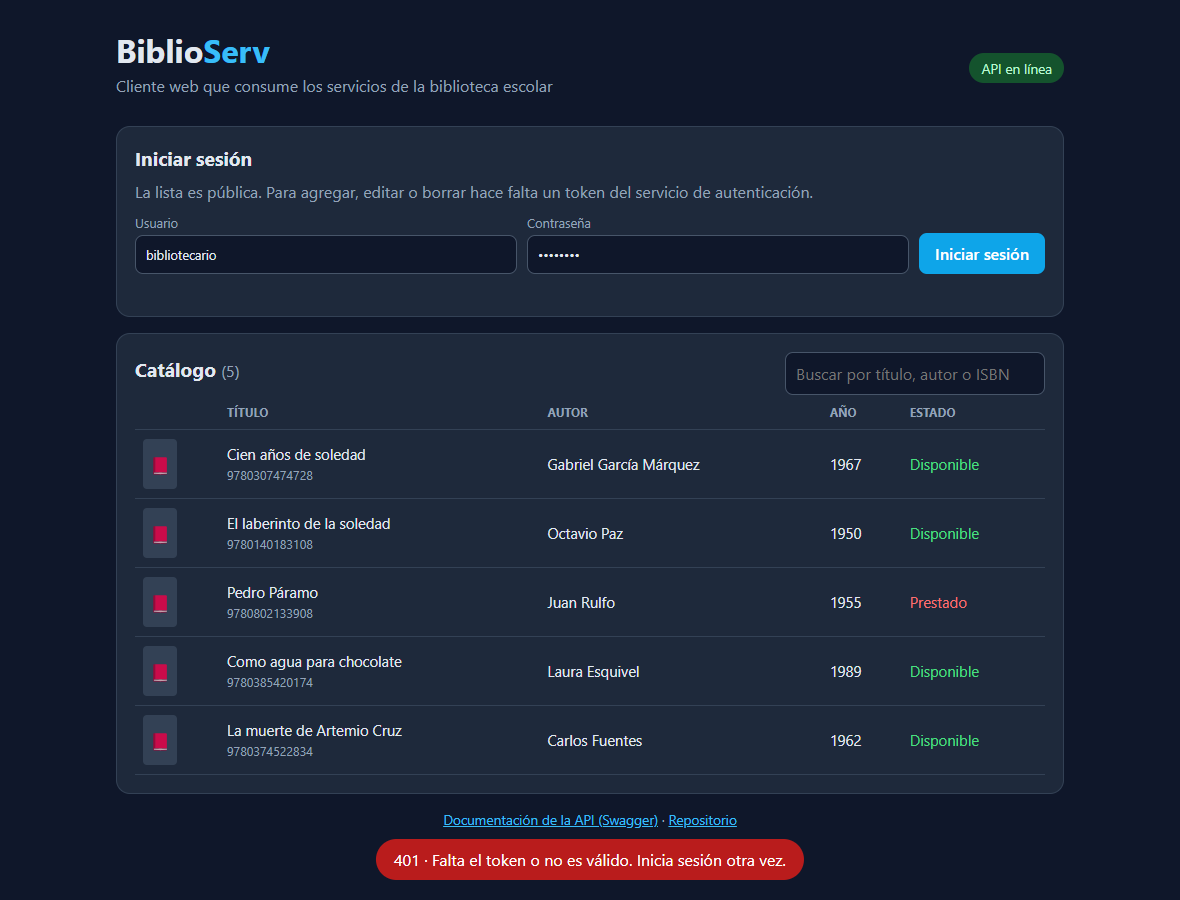 BiblioServ
Cliente web que consume los servicios de la biblioteca escolar
API en línea
Iniciar sesión
La lista es pública. Para agregar, editar o borrar hace falta un token del servicio de autenticación.
Usuario
Contraseña
bibliotecario
••••••••
Iniciar sesión
Catálogo (5)
Buscar por título, autor o ISBN
TÍTULO AUTOR AÑO ESTADO
Cien años de soledad
9780307474728
Gabriel García Márquez 1967 Disponible
El laberinto de la soledad
9780140183108
Octavio Paz 1950 Disponible
Pedro Páramo
9780802133908
Juan Rulfo 1955 Prestado
Como agua para chocolate
9780385420174
Laura Esquivel 1989 Disponible
La muerte de Artemio Cruz
9780374522834
Carlos Fuentes 1962 Disponible
Documentación de la API (Swagger) · Repositorio
401 · Falta el token o no es válido. Inicia sesión otra vez.